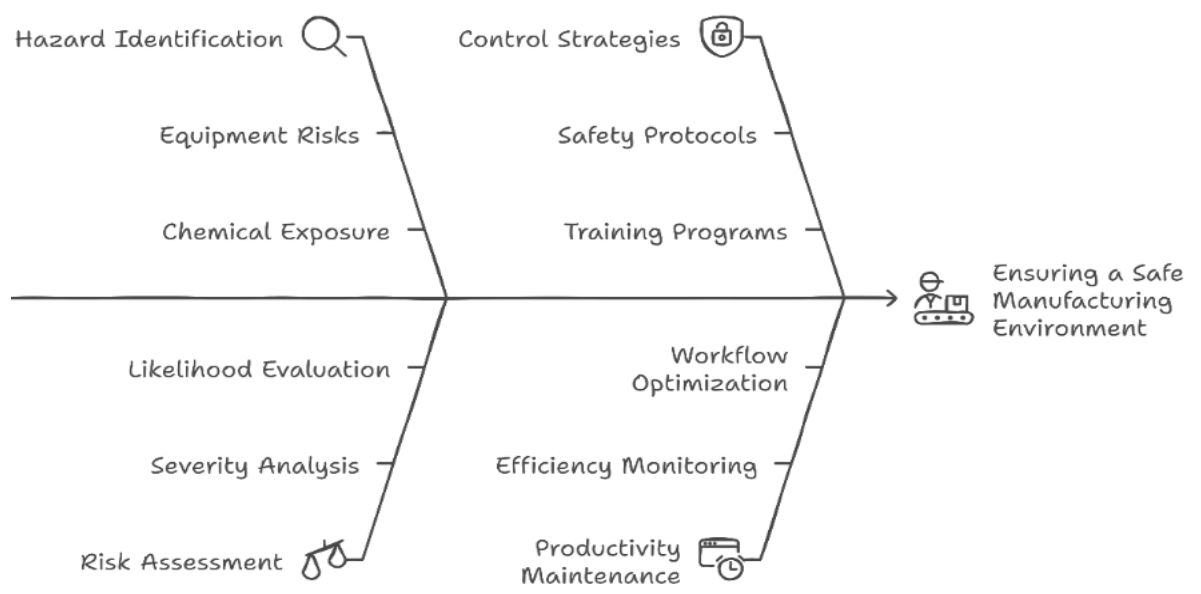 Hazard Identification
Control Strategies
Equipment Risks
Safety Protocols
Chemical Exposure
Training Programs
Ensuring a Safe
Manufacturing
Environment
Likelihood Evaluation
Workflow
Optimization
Severity Analysis
Efficiency Monitoring
Risk Assessment
Productivity
Maintenance